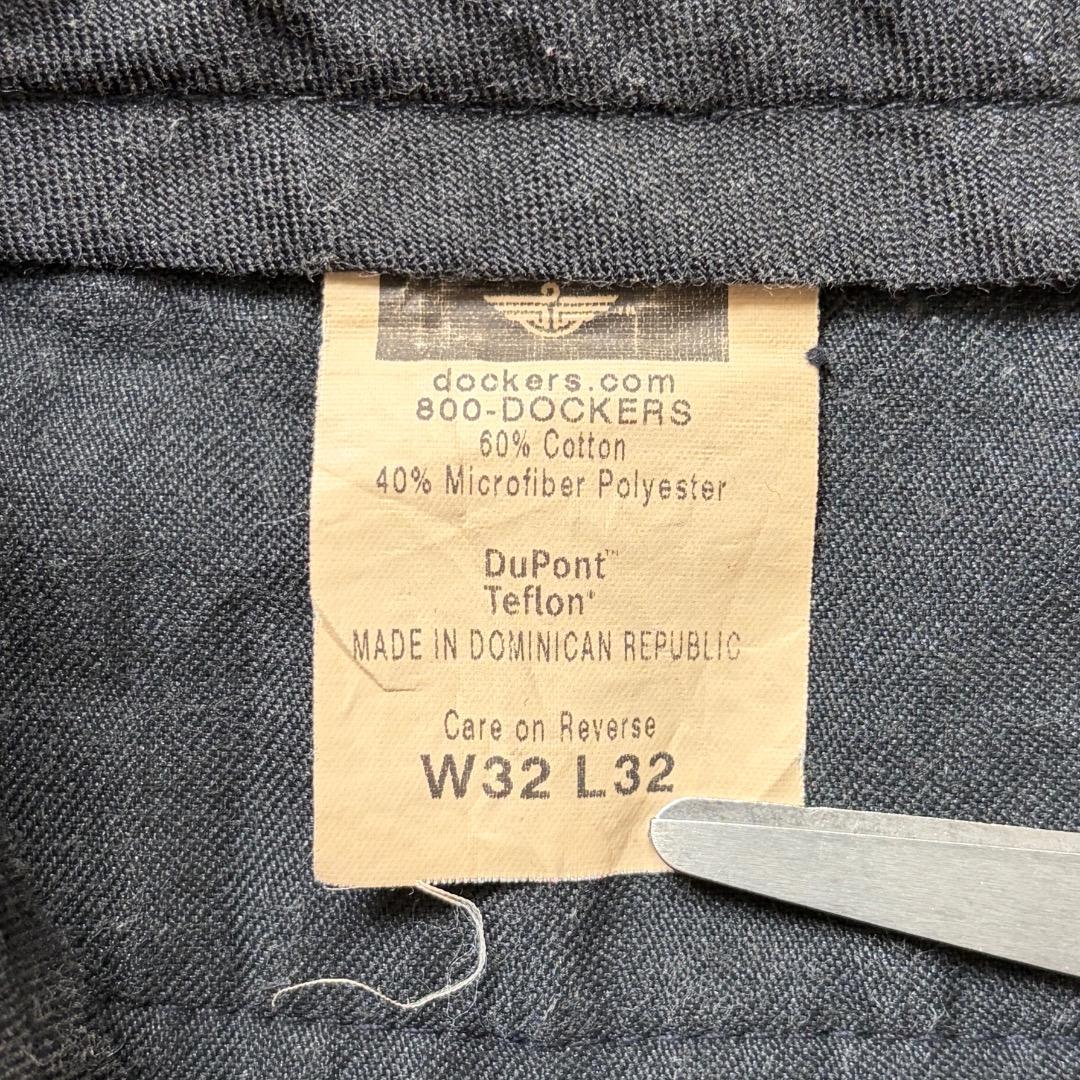 TM
dockers.com
800-DOCKERS
60% Cotton
40% Microfiber Polyester
DuPont™
Teflon®
MADE IN DOMINICAN REPUBLIC
Care on Reverse
W32 L32